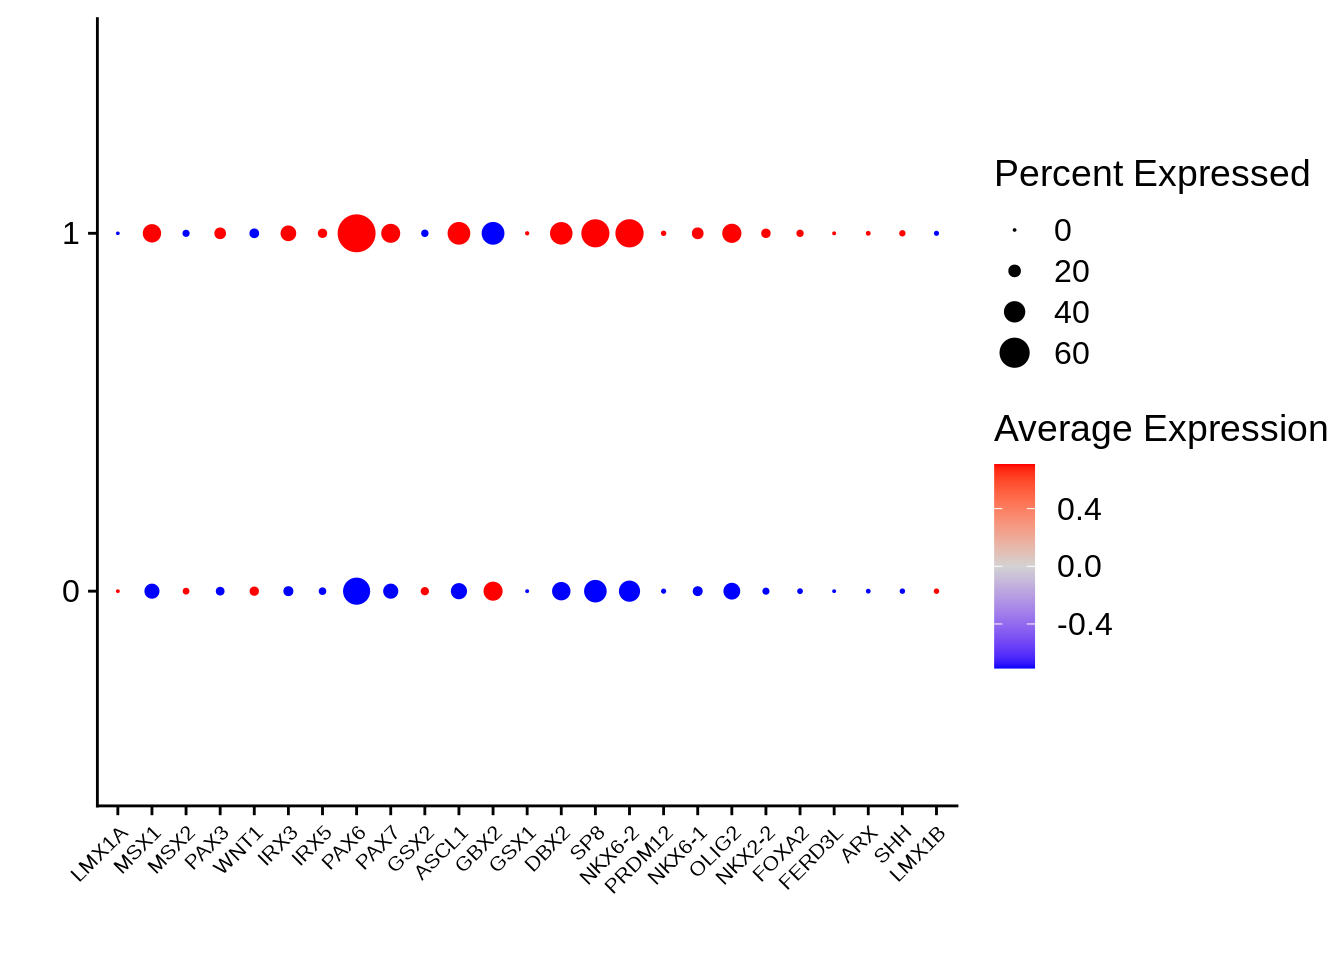 1
0
LMX1A
MSX1
MSX2
PAX3
WNT1
IRX3
IRX5
PAX6
PAX7
GSX2
ASCL1
GBX2
GSX1
DBX2
SP8
NKX6-2
PRDM12
NKX6-1
OLIG2
NKX2-2
FOXA2
FERD3L
ARX
SHH
LMX1B
Percent Expressed
0
20
40
60
Average Expression
0.4
0.0
-0.4